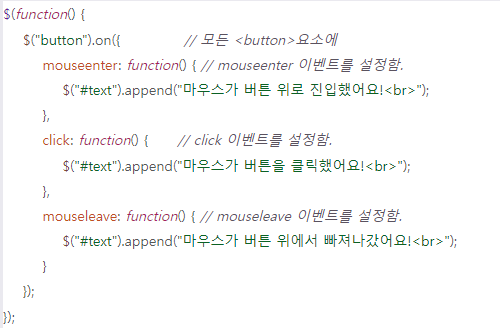 $(function() {
$("button").on({ // 모든 <button>요소에
mouseenter: function() { // mouseenter 이벤트를 설정함.
$("#text").append("마우스가 버튼 위로 진입했어요!<br>");
},
click: function() { // click 이벤트를 설정함.
$("#text").append("마우스가 버튼을 클릭했어요!<br>");
},
mouseleave: function() { // mouseleave 이벤트를 설정함.
$("#text").append("마우스가 버튼 위에서 빠져나갔어요!<br>");
}
});
});